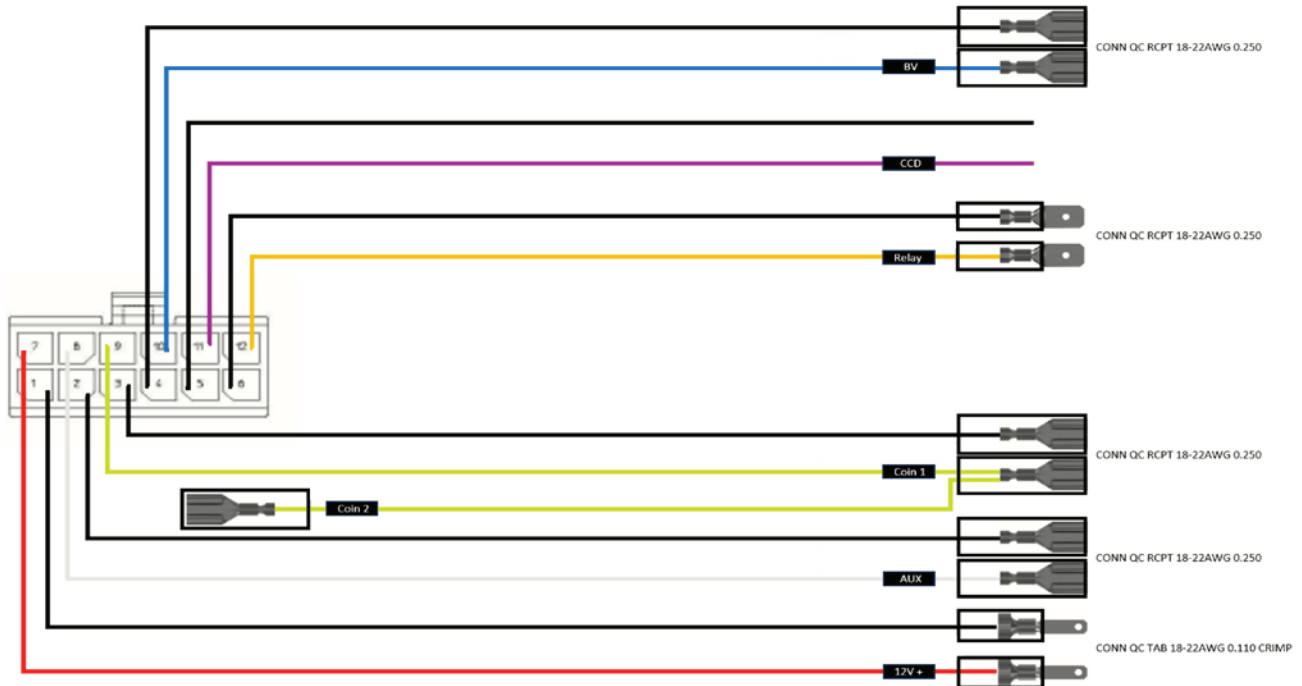 CONN QC RCPT 18-22AWG 0.250
BV
CCD
CONN QC RCPT 18-22AWG 0.250
Relay
7 8 9 10 11 12
1 2 3 4 5 6
CONN QC RCPT 18-22AWG 0.250
Coin 1
Coin 2
CONN QC RCPT 18-22AWG 0.250
AUX
CONN QC TAB 18-22AWG 0.110 CRIMP
12V +